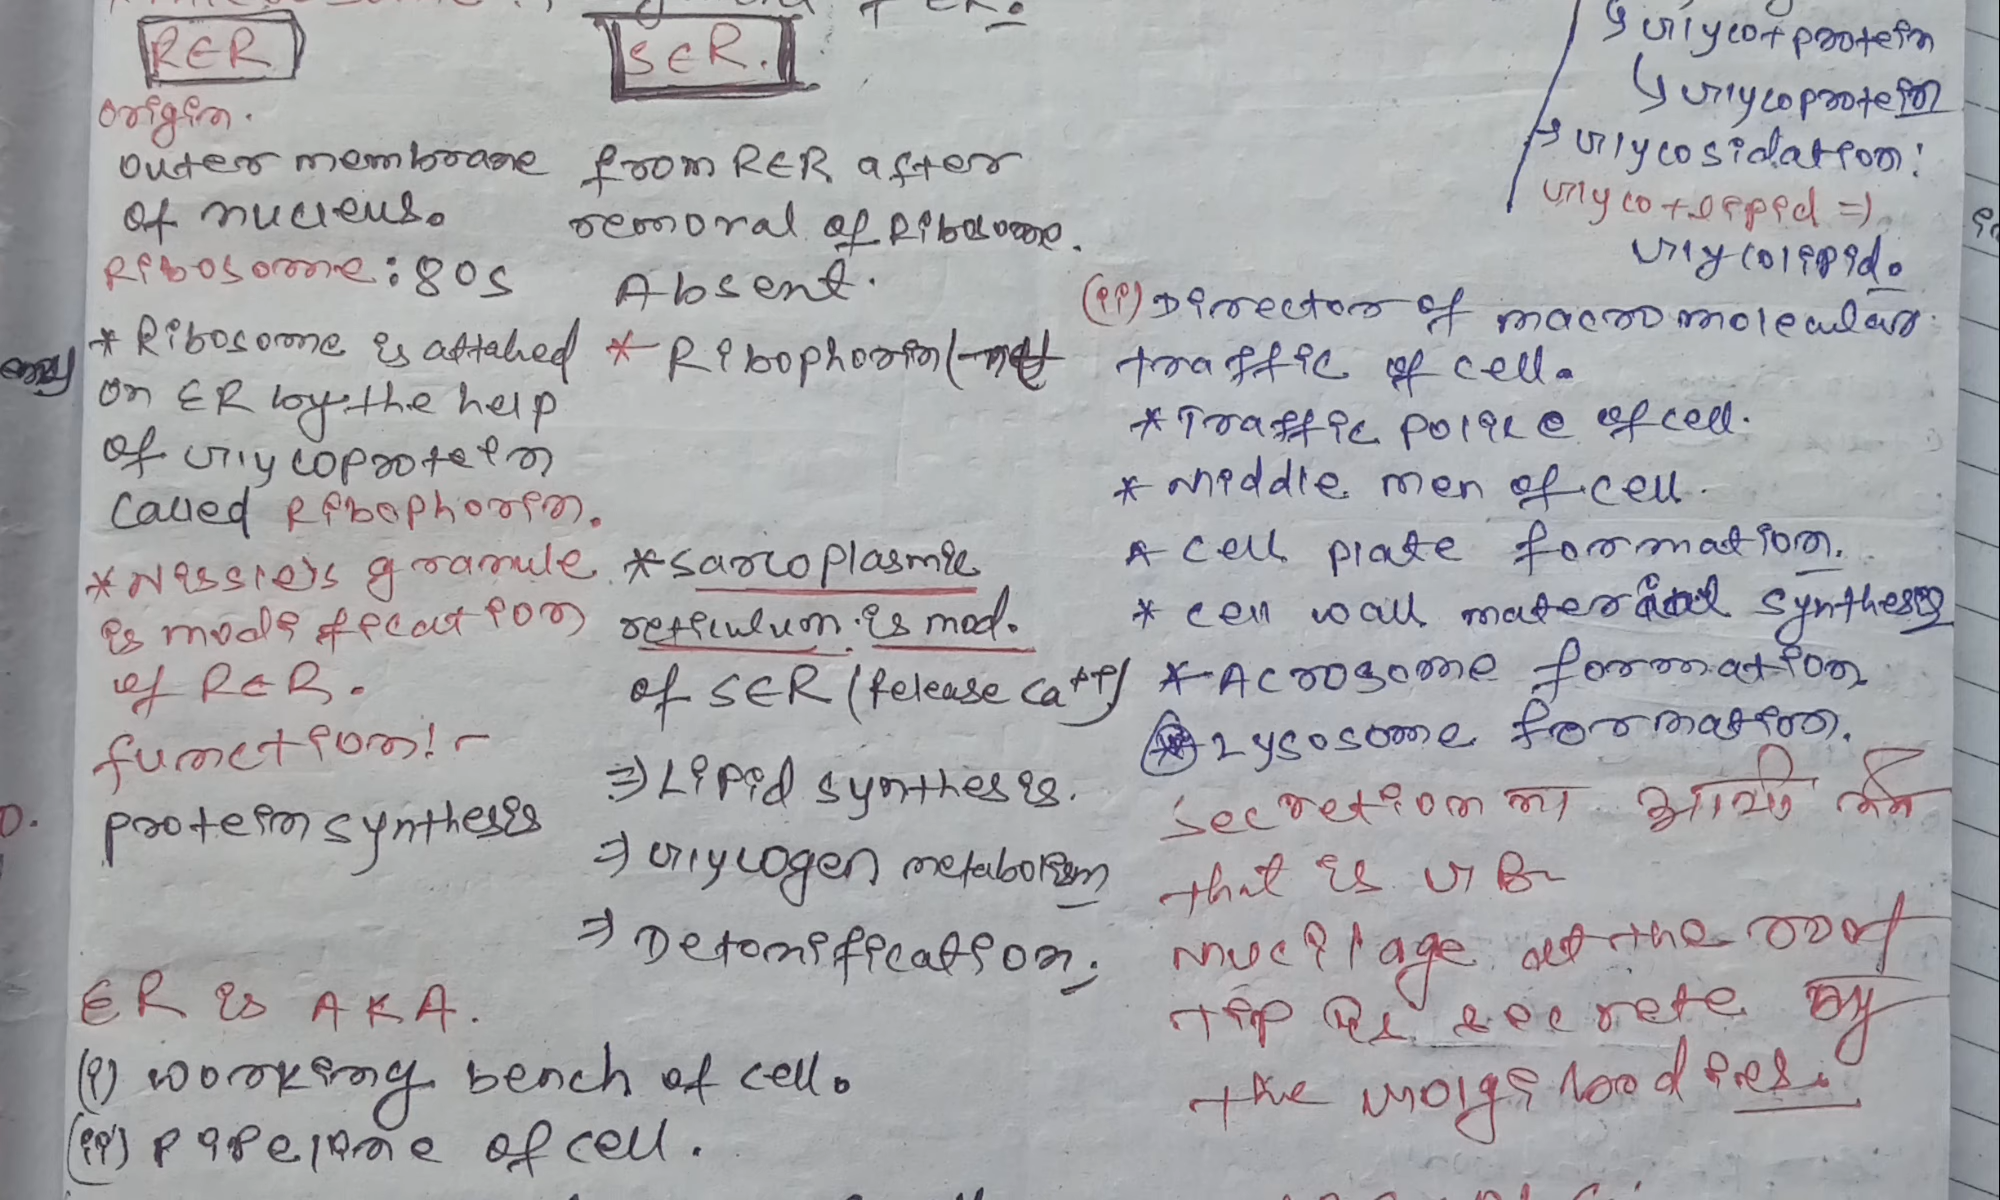 RER
SER.
origin.
outer membrane
of nucleus.
from RER after
removal of Ribosome.
Ribosome: 80s
Absent.
* Ribosome is attahed
on ER by the help
of Glycoprotein
called Ribophorin.
* Ribophorin (-net
* Nissle's granule
is modification
of RER.
* sarcoplasmic
reticulum is mod.
of SER (Release ca++)
function:-
protein synthesis
⇒ Lipid synthesis.
⇒ Glycogen metabolism
⇒ Detoxification.
ER is AKA.
(i) working bench of cell.
(ii) pipeline of cell.
↳ Glyco+protein
↳ Glycoprotein
→ Glycosidation:
Glyco+lipid ⇒
Glycolipid.
(ii) Director of macromolecular
traffic of cell.
* Traffic police of cell.
* middle men of cell.
* cell plate formation.
* cell wall material synthesis
* Acrosome formation
* Lysosome formation.
secretion
that is GB
mucilage at the root
tip is secrete by
the Golgi bodies.